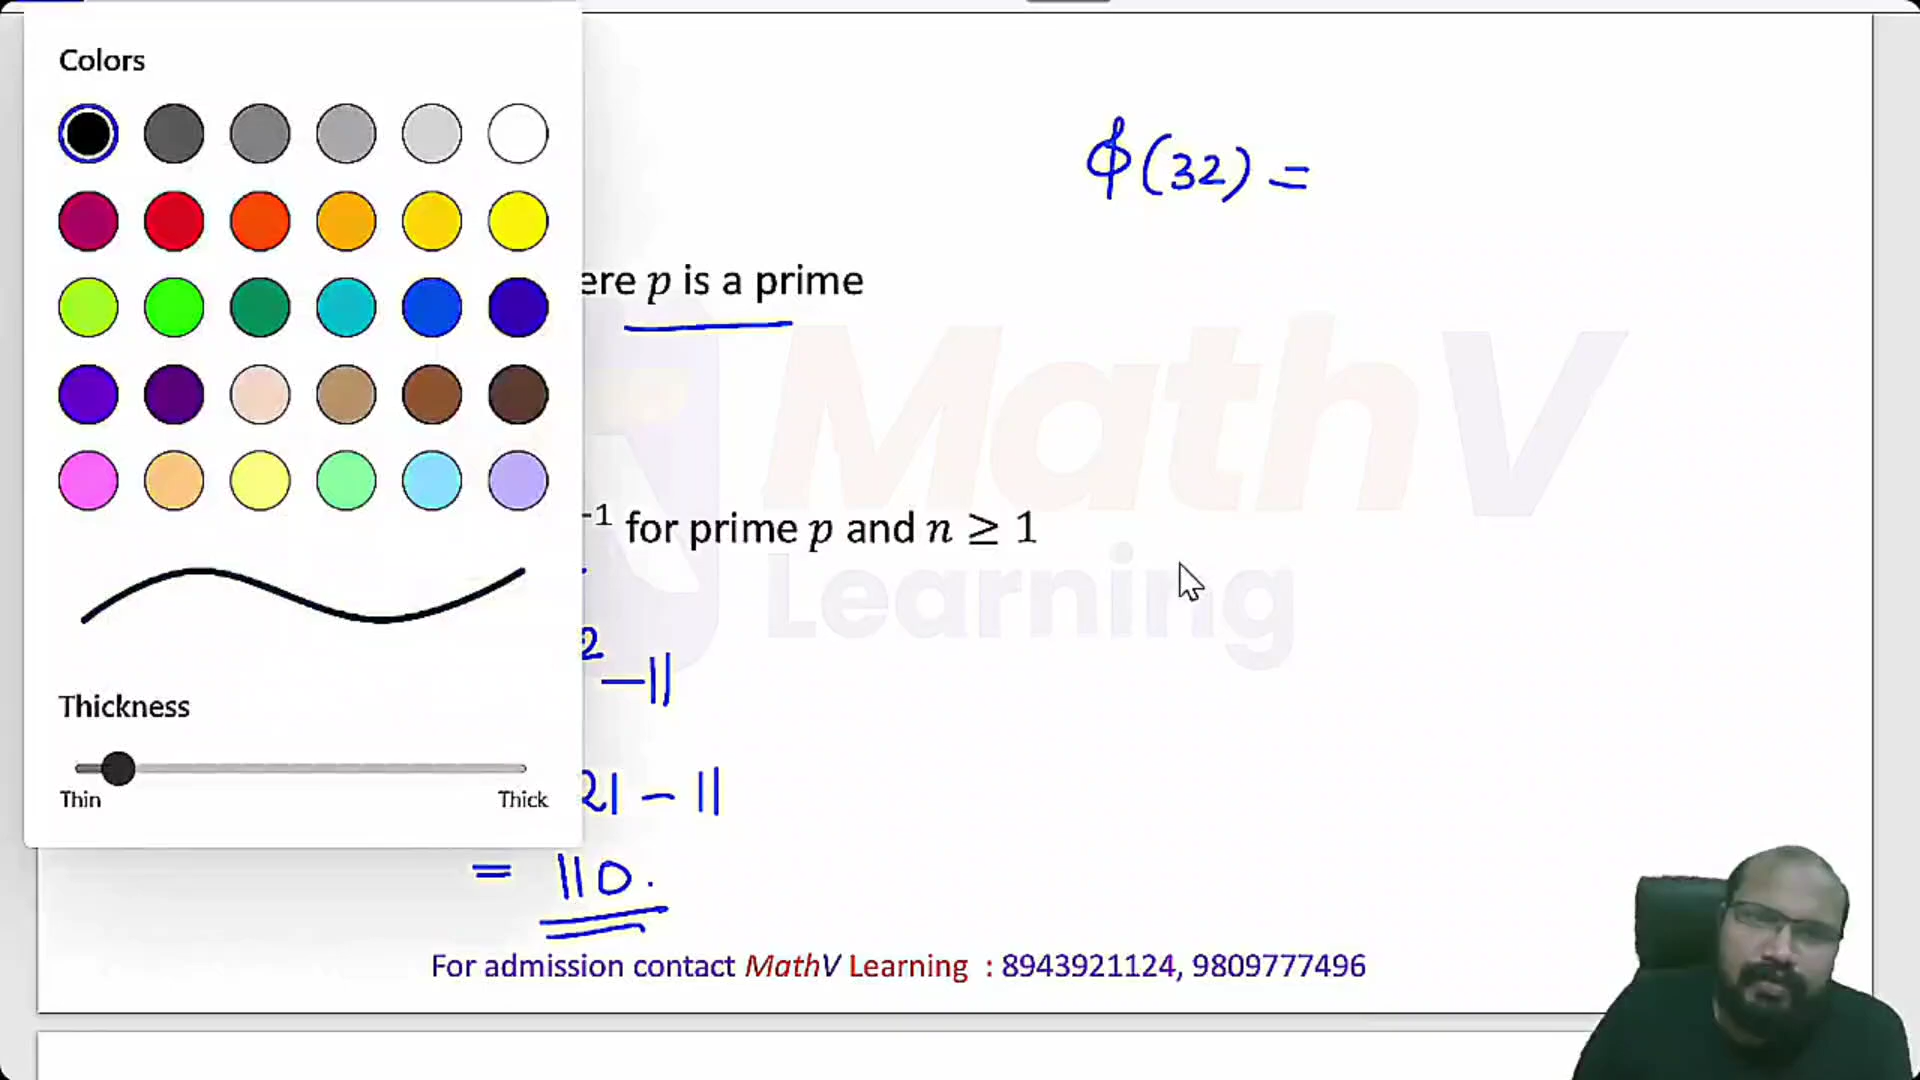 Colors
ϕ(32) =
ere p is a prime
MathV
Learning
−1 for prime p and n ≥ 1
2 − 11
Thickness
21 − 11
Thin Thick
= 110.
For admission contact MathV Learning : 8943921124, 9809777496